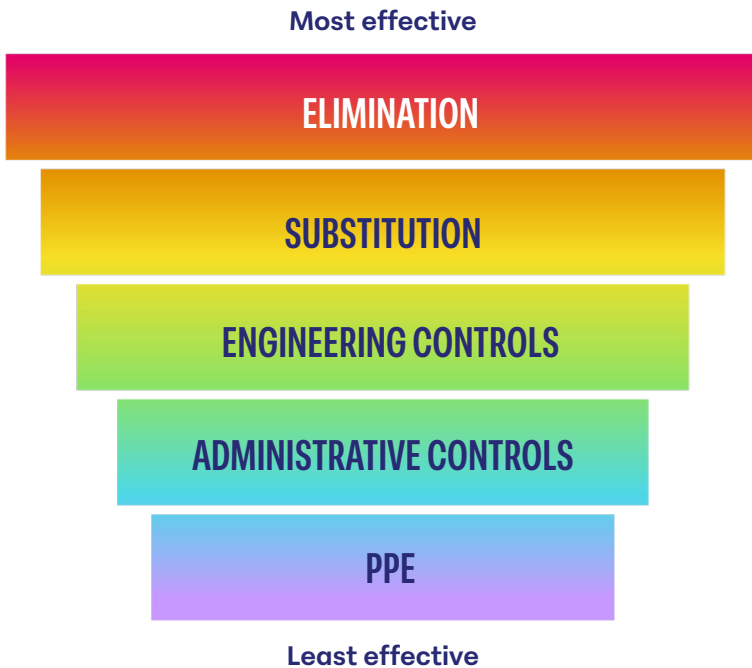 Most effective
ELIMINATION
SUBSTITUTION
ENGINEERING CONTROLS
ADMINISTRATIVE CONTROLS
PPE
Least effective